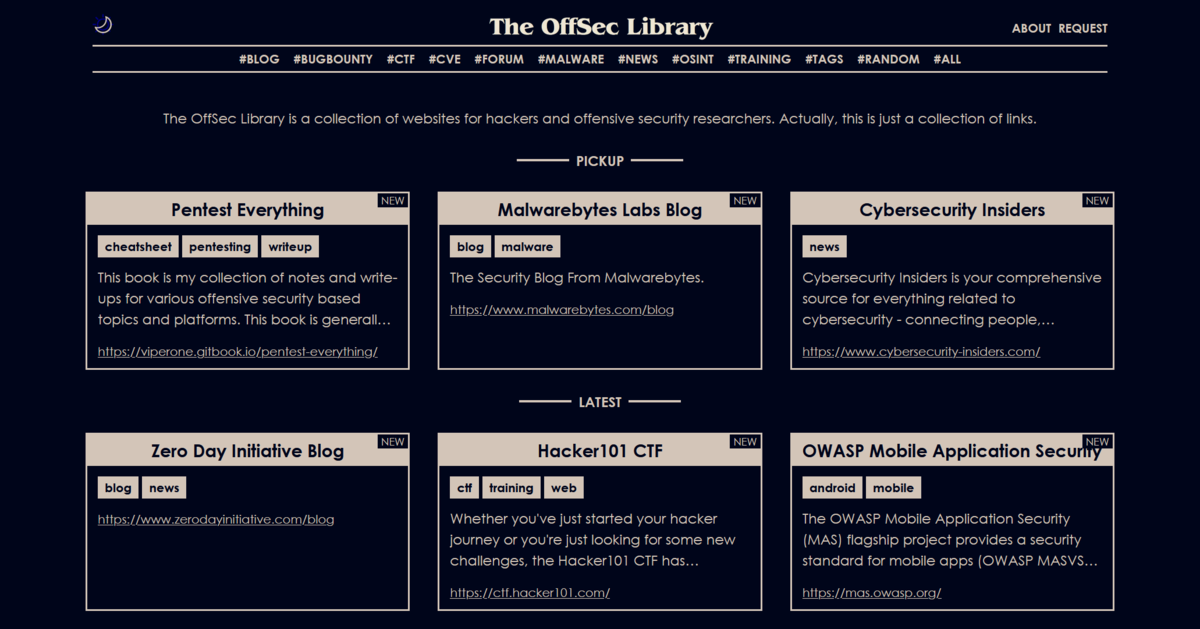 The OffSec Library
ABOUT REQUEST
#BLOG #BUGBOUNTY #CTF #CVE #FORUM #MALWARE #NEWS #OSINT #TRAINING #TAGS #RANDOM #ALL
The OffSec Library is a collection of websites for hackers and offensive security researchers. Actually, this is just a collection of links.
PICKUP
NEW
Pentest Everything
cheatsheet pentesting writeup
This book is my collection of notes and write-
ups for various offensive security based
topics and platforms. This book is generall...
https://viperone.gitbook.io/pentest-everything/
NEW
Malwarebytes Labs Blog
blog malware
The Security Blog From Malwarebytes.
https://www.malwarebytes.com/blog
NEW
Cybersecurity Insiders
news
Cybersecurity Insiders is your comprehensive
source for everything related to
cybersecurity - connecting people,...
https://www.cybersecurity-insiders.com/
LATEST
NEW
Zero Day Initiative Blog
blog news
https://www.zerodayinitiative.com/blog
NEW
Hacker101 CTF
ctf training web
Whether you've just started your hacker
journey or you're just looking for some new
challenges, the Hacker101 CTF has...
https://ctf.hacker101.com/
NEW
OWASP Mobile Application Security
android mobile
The OWASP Mobile Application Security
(MAS) flagship project provides a security
standard for mobile apps (OWASP MASVS...
https://mas.owasp.org/